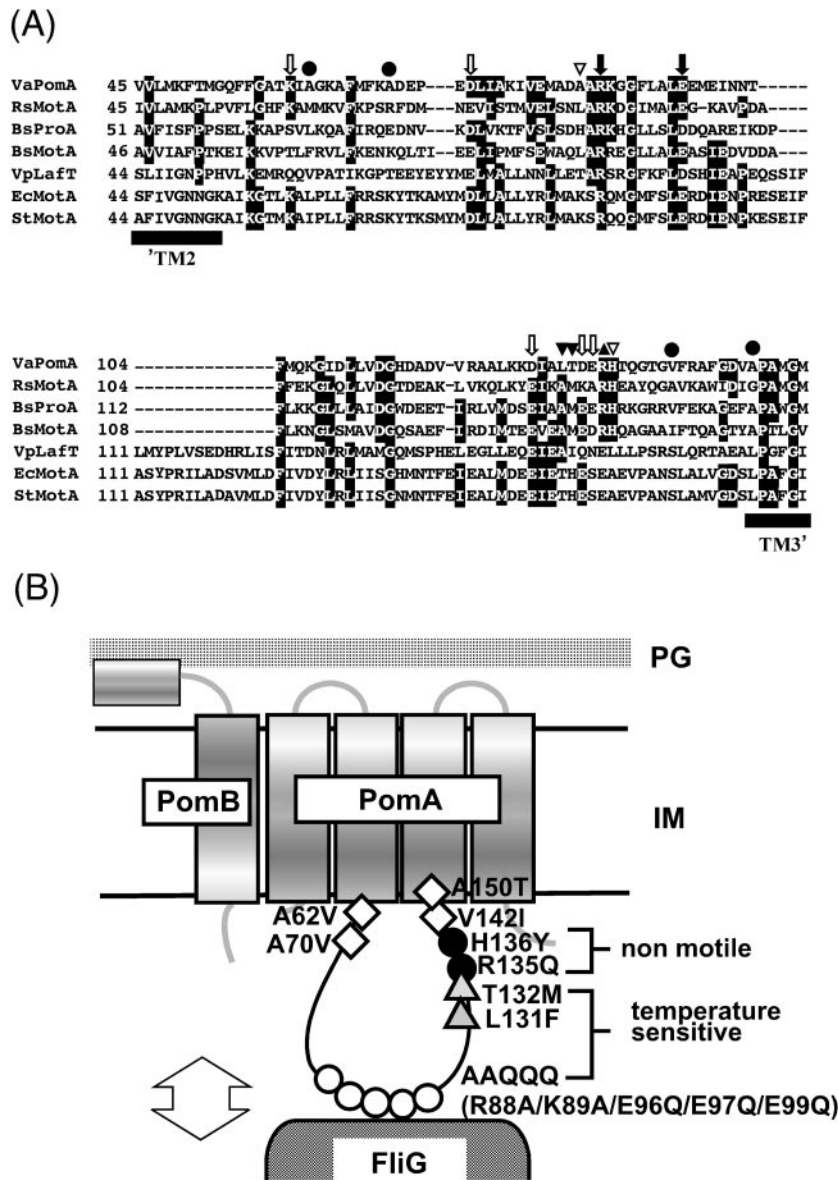 (A)
VaPomA 45 VVLMKFTMGQFFGATKIAGKAFMFKADEP---EDLIAKIVEMADAARKGGFLALEEMEINNT-----
RsMotA 45 IVLAMKPLPVFLGHFKAMMKVFKPSRFDM---NEVISTMVELSNLARKDGIMALEG-KAVPDA----
BsProA 51 AVFISFPPSELKKAPSVLKQAFIRQEDNV---KDLVKTFVSLSDHARKHGLLSLDDQAREIKDP---
BsMotA 46 AVVIAFPTKEIKKVPTLFRVLFKENKQLTI--EELIPMFSEWAQLARREGLLALEASIEDVDDA---
VpLafT 44 SLIIGNPPHVLKEMRQQVPATIKGPTEEYEYYMELMALLNNLLETARSRGFKFLDSHIEAPEQSSIF
EcMotA 44 SFIVGNNGKAIKGTLKALPLLFRRSKYTKAMYMDLLALLYRLMAKSRQMGMFSLERDIENPRESEIF
StMotA 44 AFIVGNNGKAIKGTMKAIPLLFRRSKYTKSMYMDLLALLYRLMAKSRQQGMFSLERDIENPKESEIF
'TM2
VaPomA 104 ---------------FMQKGIDLLVDGHDADV-VRAALKKDIALTDERHTQGTGVFRAFGDVAPAMGM
RsMotA 104 ---------------FFEKGLQLLVDGTDEAK-LVKQLKYEIKAMKARHEAYQGAVKAWIDIGPAMGM
BsProA 112 ---------------FLKKGLLLAIDGWDEET-IRLVMDSEIAAMEERHRKGRRVFEKAGEFAPAWGM
BsMotA 108 ---------------FLKNGLSMAVDGQSAEF-IRDIMTEEVEAMEDRHQAGAAIFTQAGTYAPTLGV
VpLafT 111 LMYPLVSEDHRLISFITDNLRLMAMGQMSPHELEGLLEQEIEAIQNELLLPSRSLQRTAEALPGFGI
EcMotA 111 ASYPRILADSVMLDFIVDYLRLIISGHMNTFEIEALMDEEIETHESEAEVPANSLALVGDSLPAFGI
StMotA 111 ASYPRILADAVMLDFIVDYLRLIISGNMNTFEIEALMDEEIETHESEAEVPANSLAMVGDSLPAFGI
TM3'
(B)
PG
PomB
PomA
IM
A150T
A62V
V142I
A70V
H136Y
R135Q
non motile
T132M
L131F
temperature
sensitive
AAQQQ
(R88A/K89A/E96Q/E97Q/E99Q)
FliG